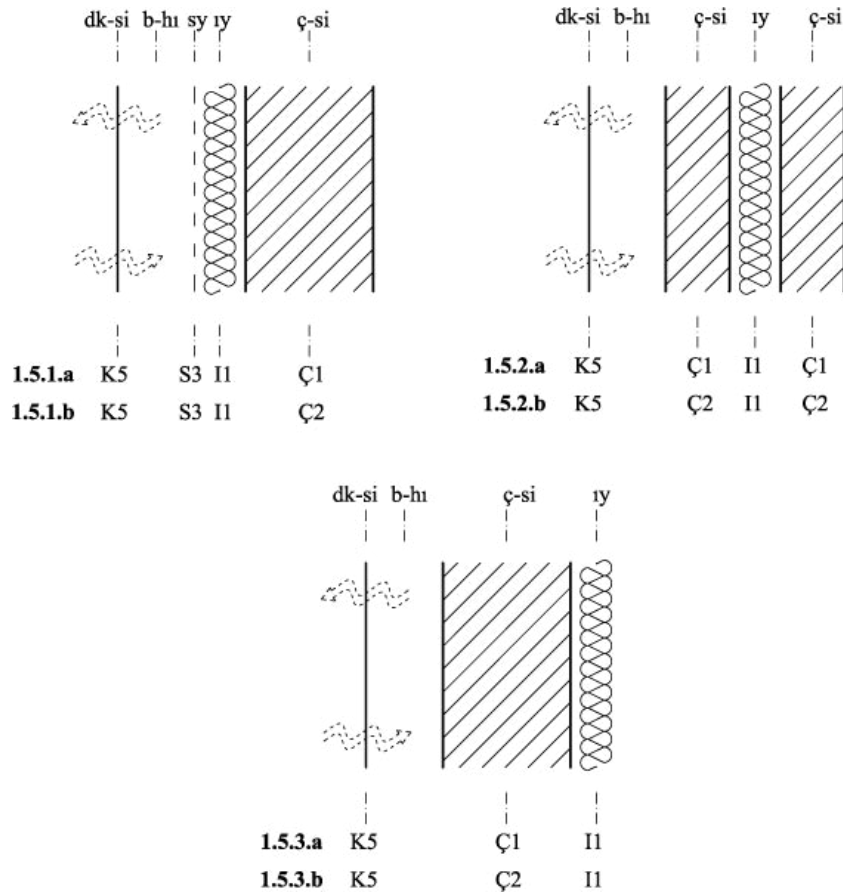 dk-si b-hı sy ıy ç-si
1.5.1.a K5 S3 I1 Ç1
1.5.1.b K5 S3 I1 Ç2
dk-si b-hı ç-si ıy ç-si
1.5.2.a K5 Ç1 I1 Ç1
1.5.2.b K5 Ç2 I1 Ç2
dk-si b-hı ç-si ıy
1.5.3.a K5 Ç1 I1
1.5.3.b K5 Ç2 I1